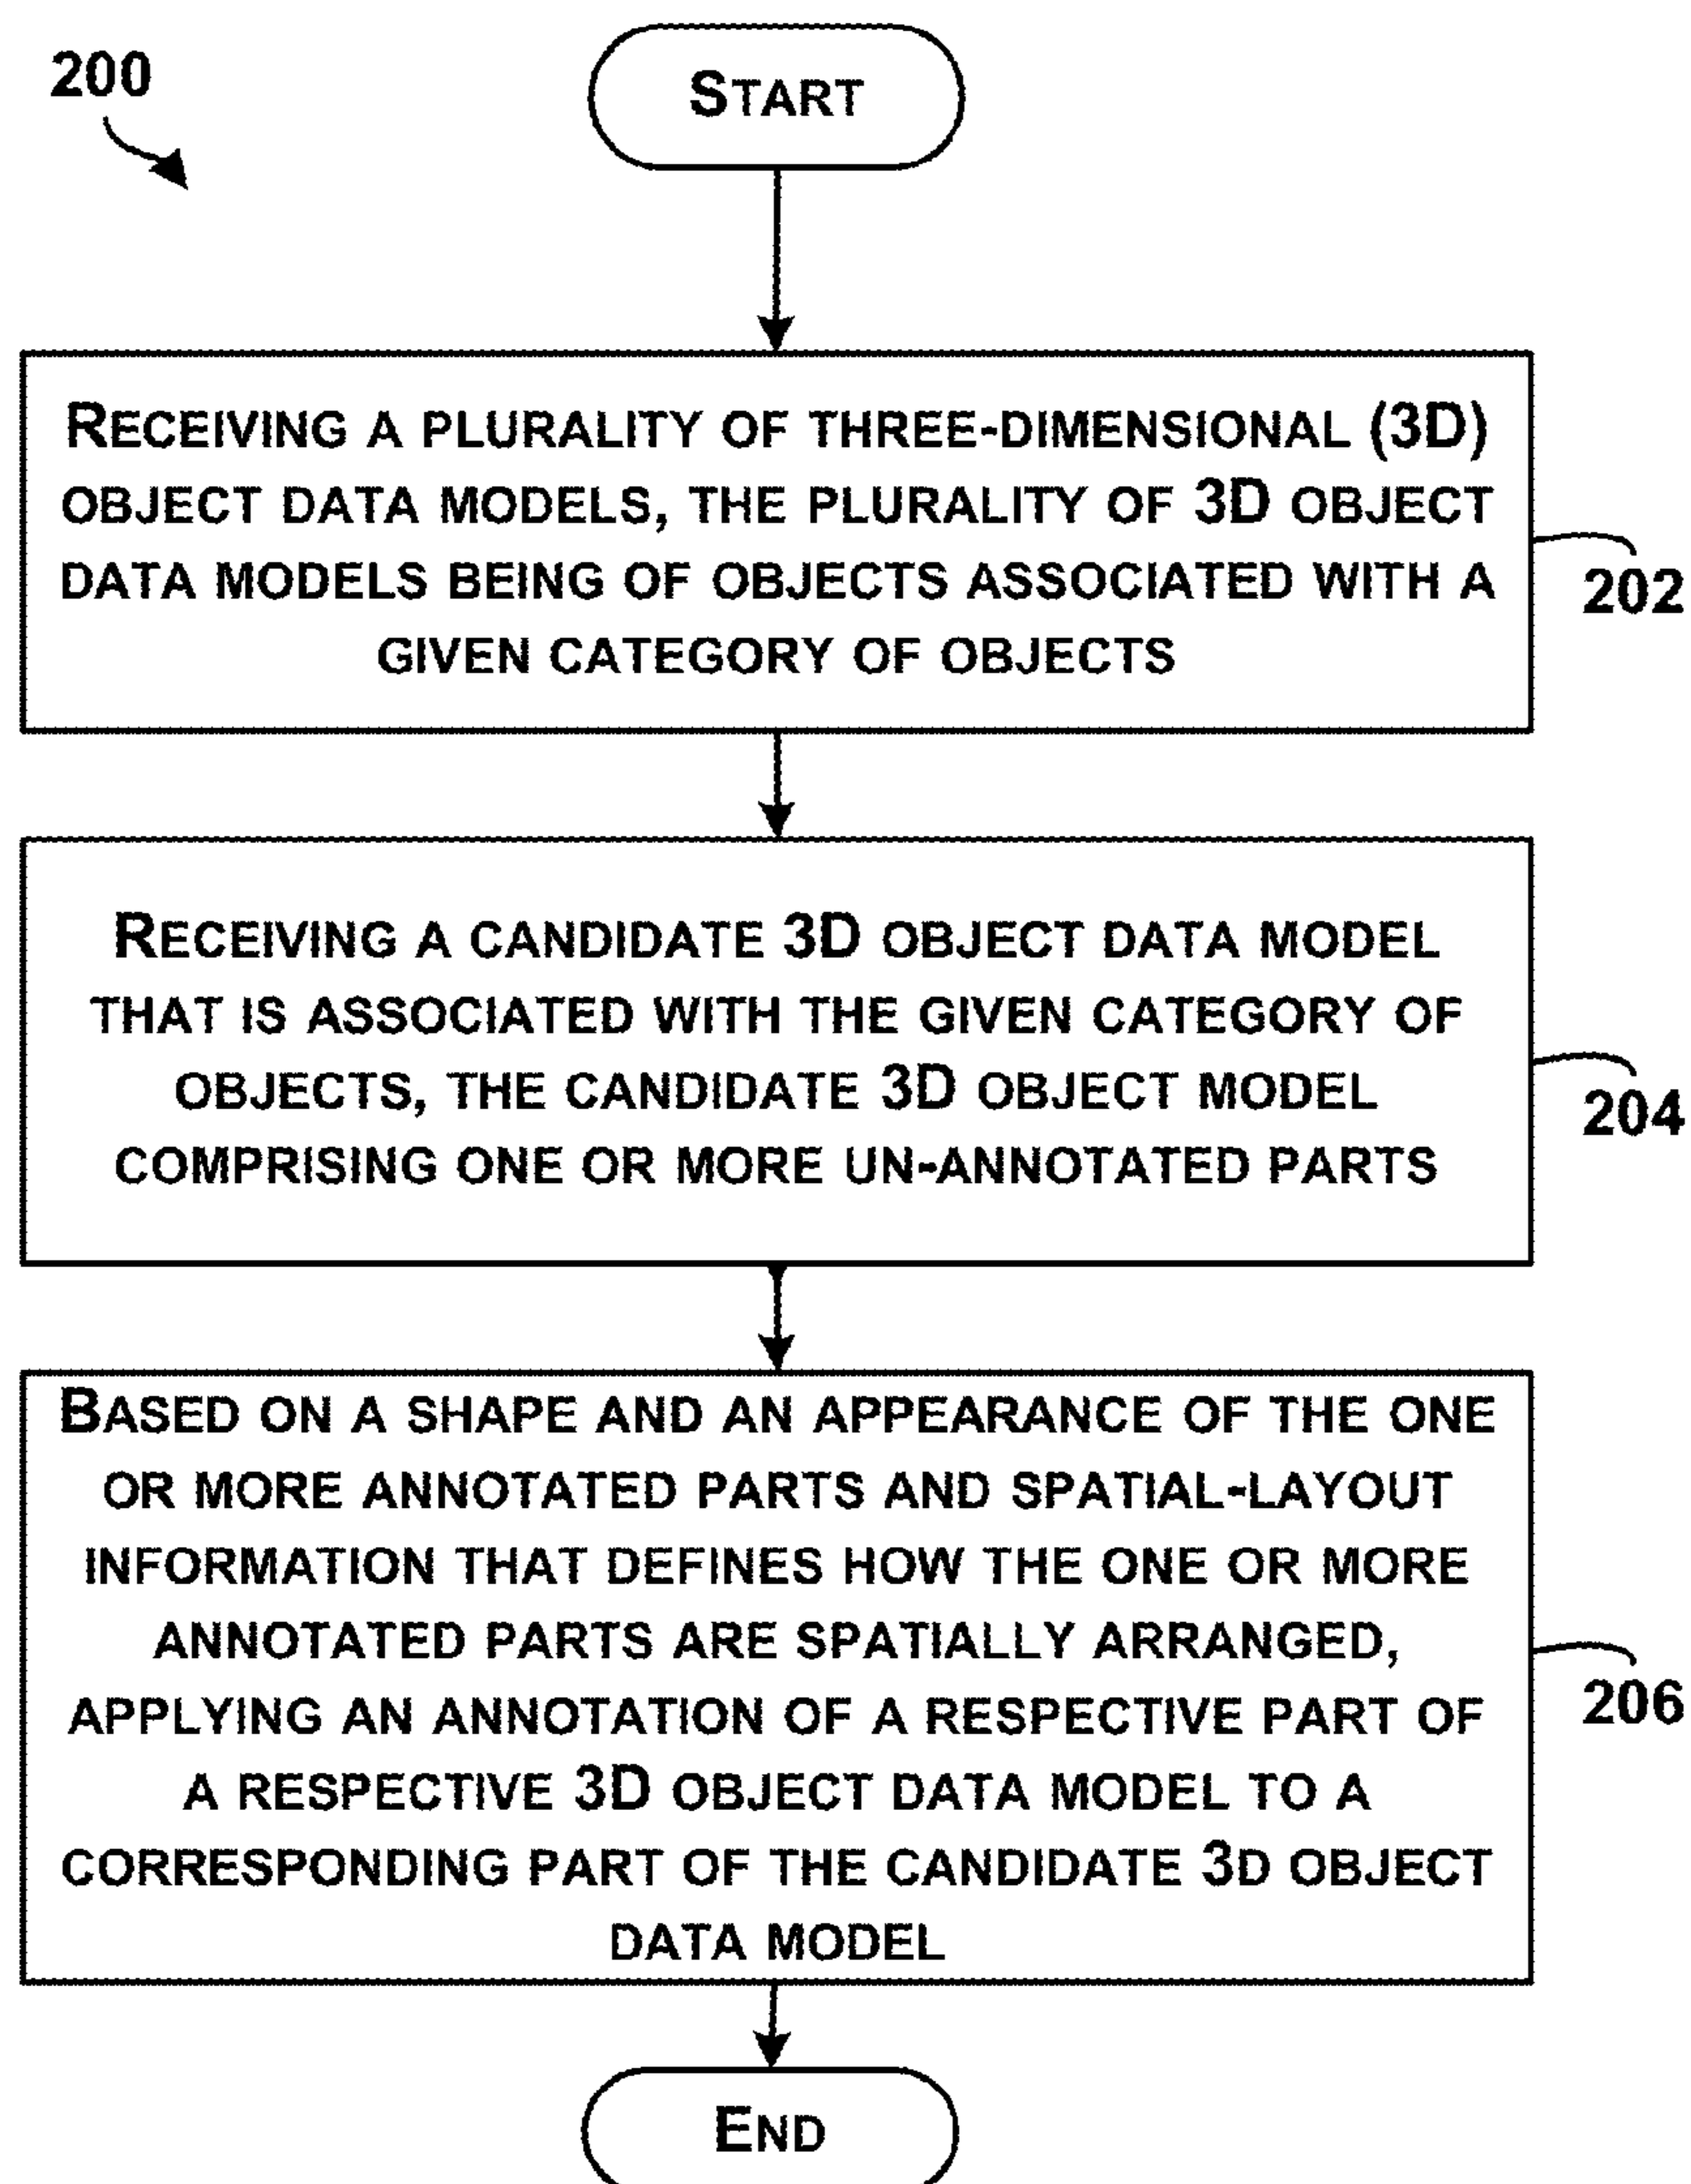 200
START
RECEIVING A PLURALITY OF THREE-DIMENSIONAL (3D)
OBJECT DATA MODELS, THE PLURALITY OF 3D OBJECT
DATA MODELS BEING OF OBJECTS ASSOCIATED WITH A
GIVEN CATEGORY OF OBJECTS
202
RECEIVING A CANDIDATE 3D OBJECT DATA MODEL
THAT IS ASSOCIATED WITH THE GIVEN CATEGORY OF
OBJECTS, THE CANDIDATE 3D OBJECT MODEL
COMPRISING ONE OR MORE UN-ANNOTATED PARTS
204
BASED ON A SHAPE AND AN APPEARANCE OF THE ONE
OR MORE ANNOTATED PARTS AND SPATIAL-LAYOUT
INFORMATION THAT DEFINES HOW THE ONE OR MORE
ANNOTATED PARTS ARE SPATIALLY ARRANGED,
APPLYING AN ANNOTATION OF A RESPECTIVE PART OF
A RESPECTIVE 3D OBJECT DATA MODEL TO A
CORRESPONDING PART OF THE CANDIDATE 3D OBJECT
DATA MODEL
206
END